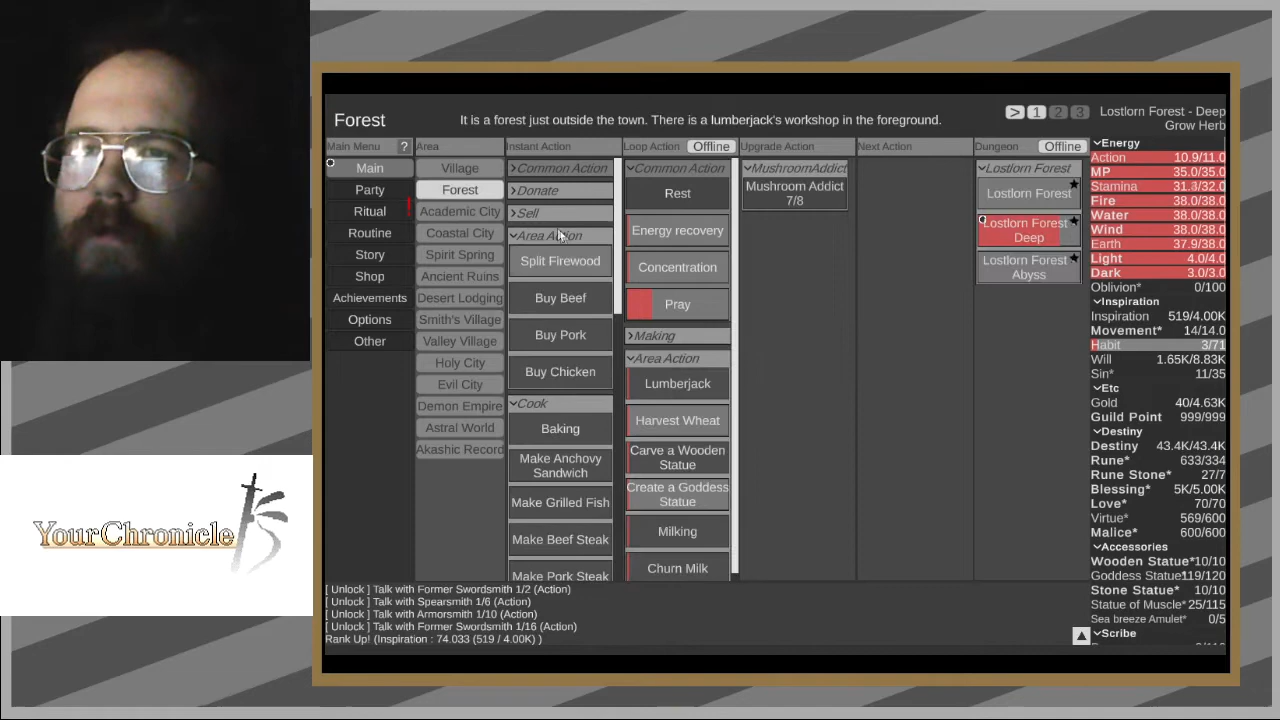 Forest
It is a forest just outside the town. There is a lumberjack's workshop in the foreground.
> 1 2 3
Lostlorn Forest - Deep
Grow Herb
Main Menu ?
Area
Instant Action
Loop Action Offline
Upgrade Action
Next Action
Dungeon Offline
Main
Party
Ritual
Routine
Story
Shop
Achievements
Options
Other
Village
Forest
Academic City
Coastal City
Spirit Spring
Ancient Ruins
Desert Lodging
Smith's Village
Valley Village
Holy City
Evil City
Demon Empire
Astral World
Akashic Record
Common Action
Donate
Sell
Area Action
Split Firewood
Buy Beef
Buy Pork
Buy Chicken
Cook
Baking
Make Anchovy
Sandwich
Make Grilled Fish
Make Beef Steak
Make Pork Steak
Common Action
Rest
Energy recovery
Concentration
Pray
Making
Area Action
Lumberjack
Harvest Wheat
Carve a Wooden
Statue
Create a Goddess
Statue
Milking
Churn Milk
MushroomAddict
Mushroom Addict
7/8
Lostlorn Forest
Lostlorn Forest
Lostlorn Forest -
Deep
Lostlorn Forest -
Abyss
Energy
Action 10.9/11.0
MP 35.0/35.0
Stamina 31.3/32.0
Fire 38.0/38.0
Water 38.0/38.0
Wind 38.0/38.0
Earth 37.9/38.0
Light 4.0/4.0
Dark 3.0/3.0
Oblivion* 0/100
Inspiration
Inspiration 519/4.00K
Movement* 14/14.0
Habit 3/71
Will 1.65K/8.83K
Sin* 11/35
Etc
Gold 40/4.63K
Guild Point 999/999
Destiny
Destiny 43.4K/43.4K
Rune* 633/334
Rune Stone* 27/7
Blessing* 5K/5.00K
Love* 70/70
Virtue* 569/600
Malice* 600/600
Accessories
Wooden Statue*10/10
Goddess Statue*119/120
Stone Statue* 10/10
Statue of Muscle* 25/115
Sea breeze Amulet* 0/5
Scribe
[ Unlock ] Talk with Former Swordsmith 1/2 (Action)
[ Unlock ] Talk with Spearsmith 1/6 (Action)
[ Unlock ] Talk with Armorsmith 1/10 (Action)
[ Unlock ] Talk with Former Swordsmith 1/16 (Action)
Rank Up! (Inspiration : 74.033 (519 / 4.00K) )
YourChronicle